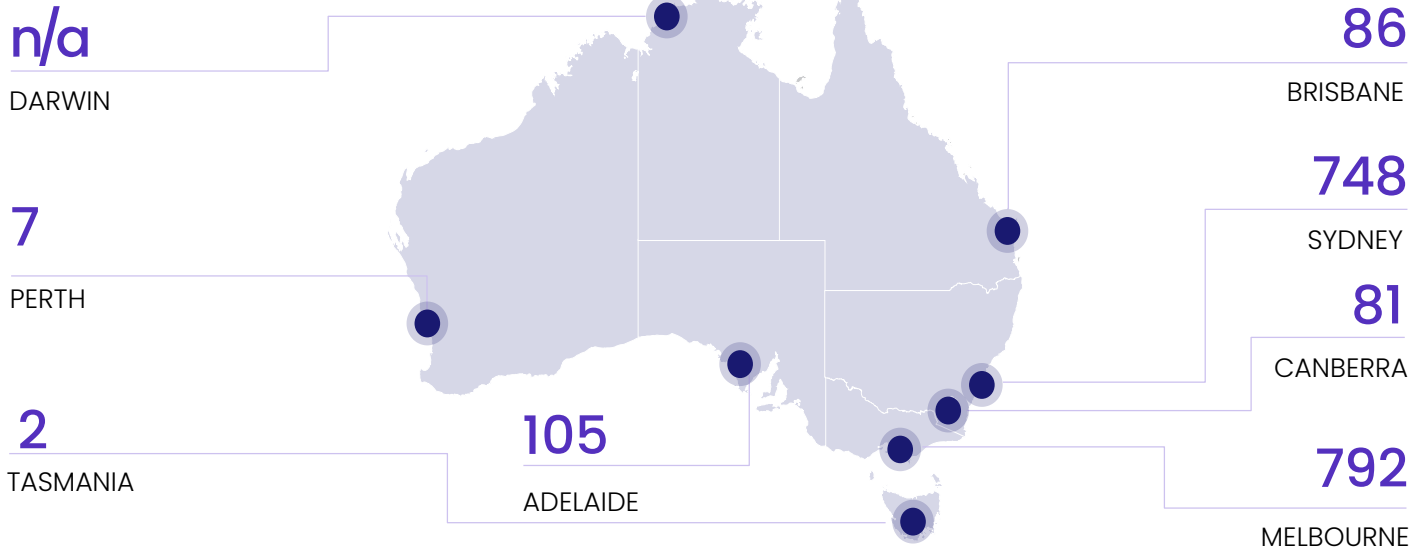 n/a
DARWIN
7
PERTH
2
TASMANIA
105
ADELAIDE
86
BRISBANE
748
SYDNEY
81
CANBERRA
792
MELBOURNE